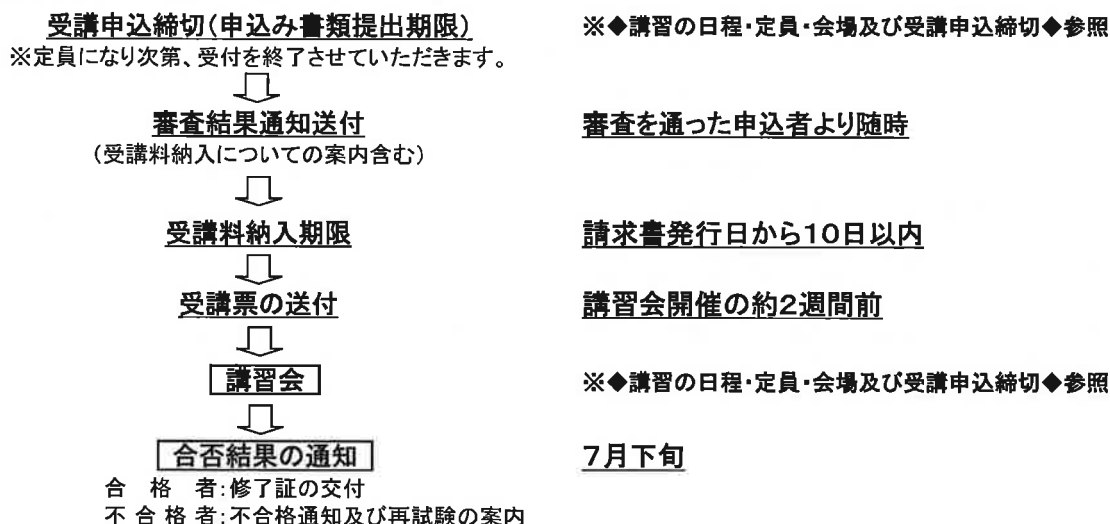 受講申込締切(申込み書類提出期限)
※◆講習の日程・定員・会場及び受講申込締切◆参照
※定員になり次第、受付を終了させていただきます。
審査結果通知送付
審査を通った申込者より随時
(受講料納入についての案内含む)
受講料納入期限
請求書発行日から10日以内
受講票の送付
講習会開催の約2週間前
講習会
※◆講習の日程・定員・会場及び受講申込締切◆参照
合否結果の通知
7月下旬
合 格 者:修了証の交付
不 合 格 者:不合格通知及び再試験の案内